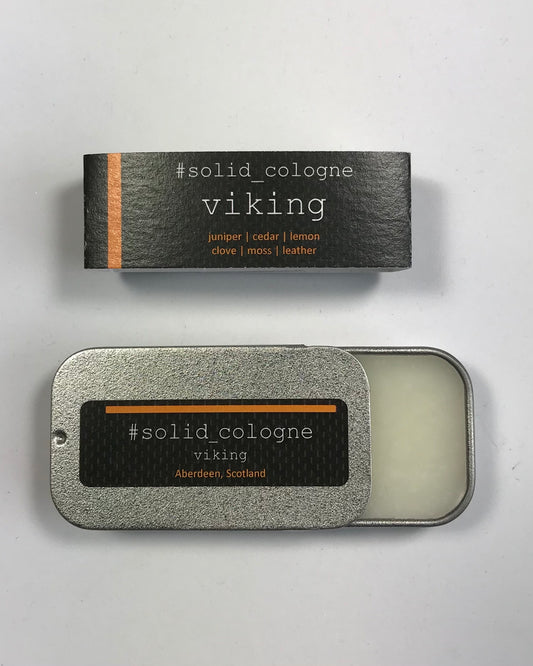 #solid_cologne
viking
juniper | cedar | lemon
clove | moss | leather
#solid_cologne
viking
Aberdeen, Scotland